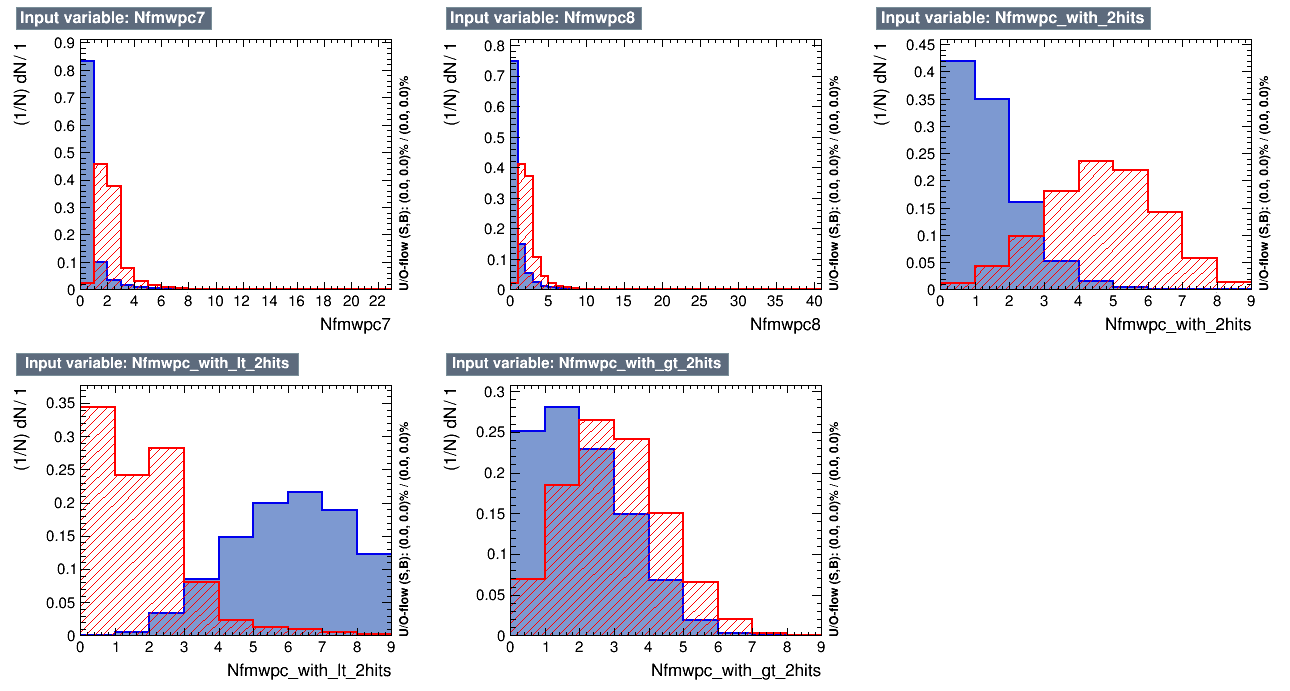 Input variable: Nfmwpc7
(1/N) dN/ 1
0.9
0.8
0.7
0.6
0.5
0.4
0.3
0.2
0.1
0
0 2 4 6 8 10 12 14 16 18 20 22
Nfmwpc7
U/O-flow (S,B): (0.0, 0.0)% / (0.0, 0.0)%
Input variable: Nfmwpc8
(1/N) dN/ 1
0.8
0.7
0.6
0.5
0.4
0.3
0.2
0.1
0
0 5 10 15 20 25 30 35 40
Nfmwpc8
U/O-flow (S,B): (0.0, 0.0)% / (0.0, 0.0)%
Input variable: Nfmwpc_with_2hits
(1/N) dN/ 1
0.45
0.4
0.35
0.3
0.25
0.2
0.15
0.1
0.05
0
0 1 2 3 4 5 6 7 8 9
Nfmwpc_with_2hits
U/O-flow (S,B): (0.0, 0.0)% / (0.0, 0.0)%
Input variable: Nfmwpc_with_lt_2hits
(1/N) dN/ 1
0.35
0.3
0.25
0.2
0.15
0.1
0.05
0
0 1 2 3 4 5 6 7 8 9
Nfmwpc_with_lt_2hits
U/O-flow (S,B): (0.0, 0.0)% / (0.0, 0.0)%
Input variable: Nfmwpc_with_gt_2hits
(1/N) dN/ 1
0.3
0.25
0.2
0.15
0.1
0.05
0
0 1 2 3 4 5 6 7 8 9
Nfmwpc_with_gt_2hits
U/O-flow (S,B): (0.0, 0.0)% / (0.0, 0.0)%